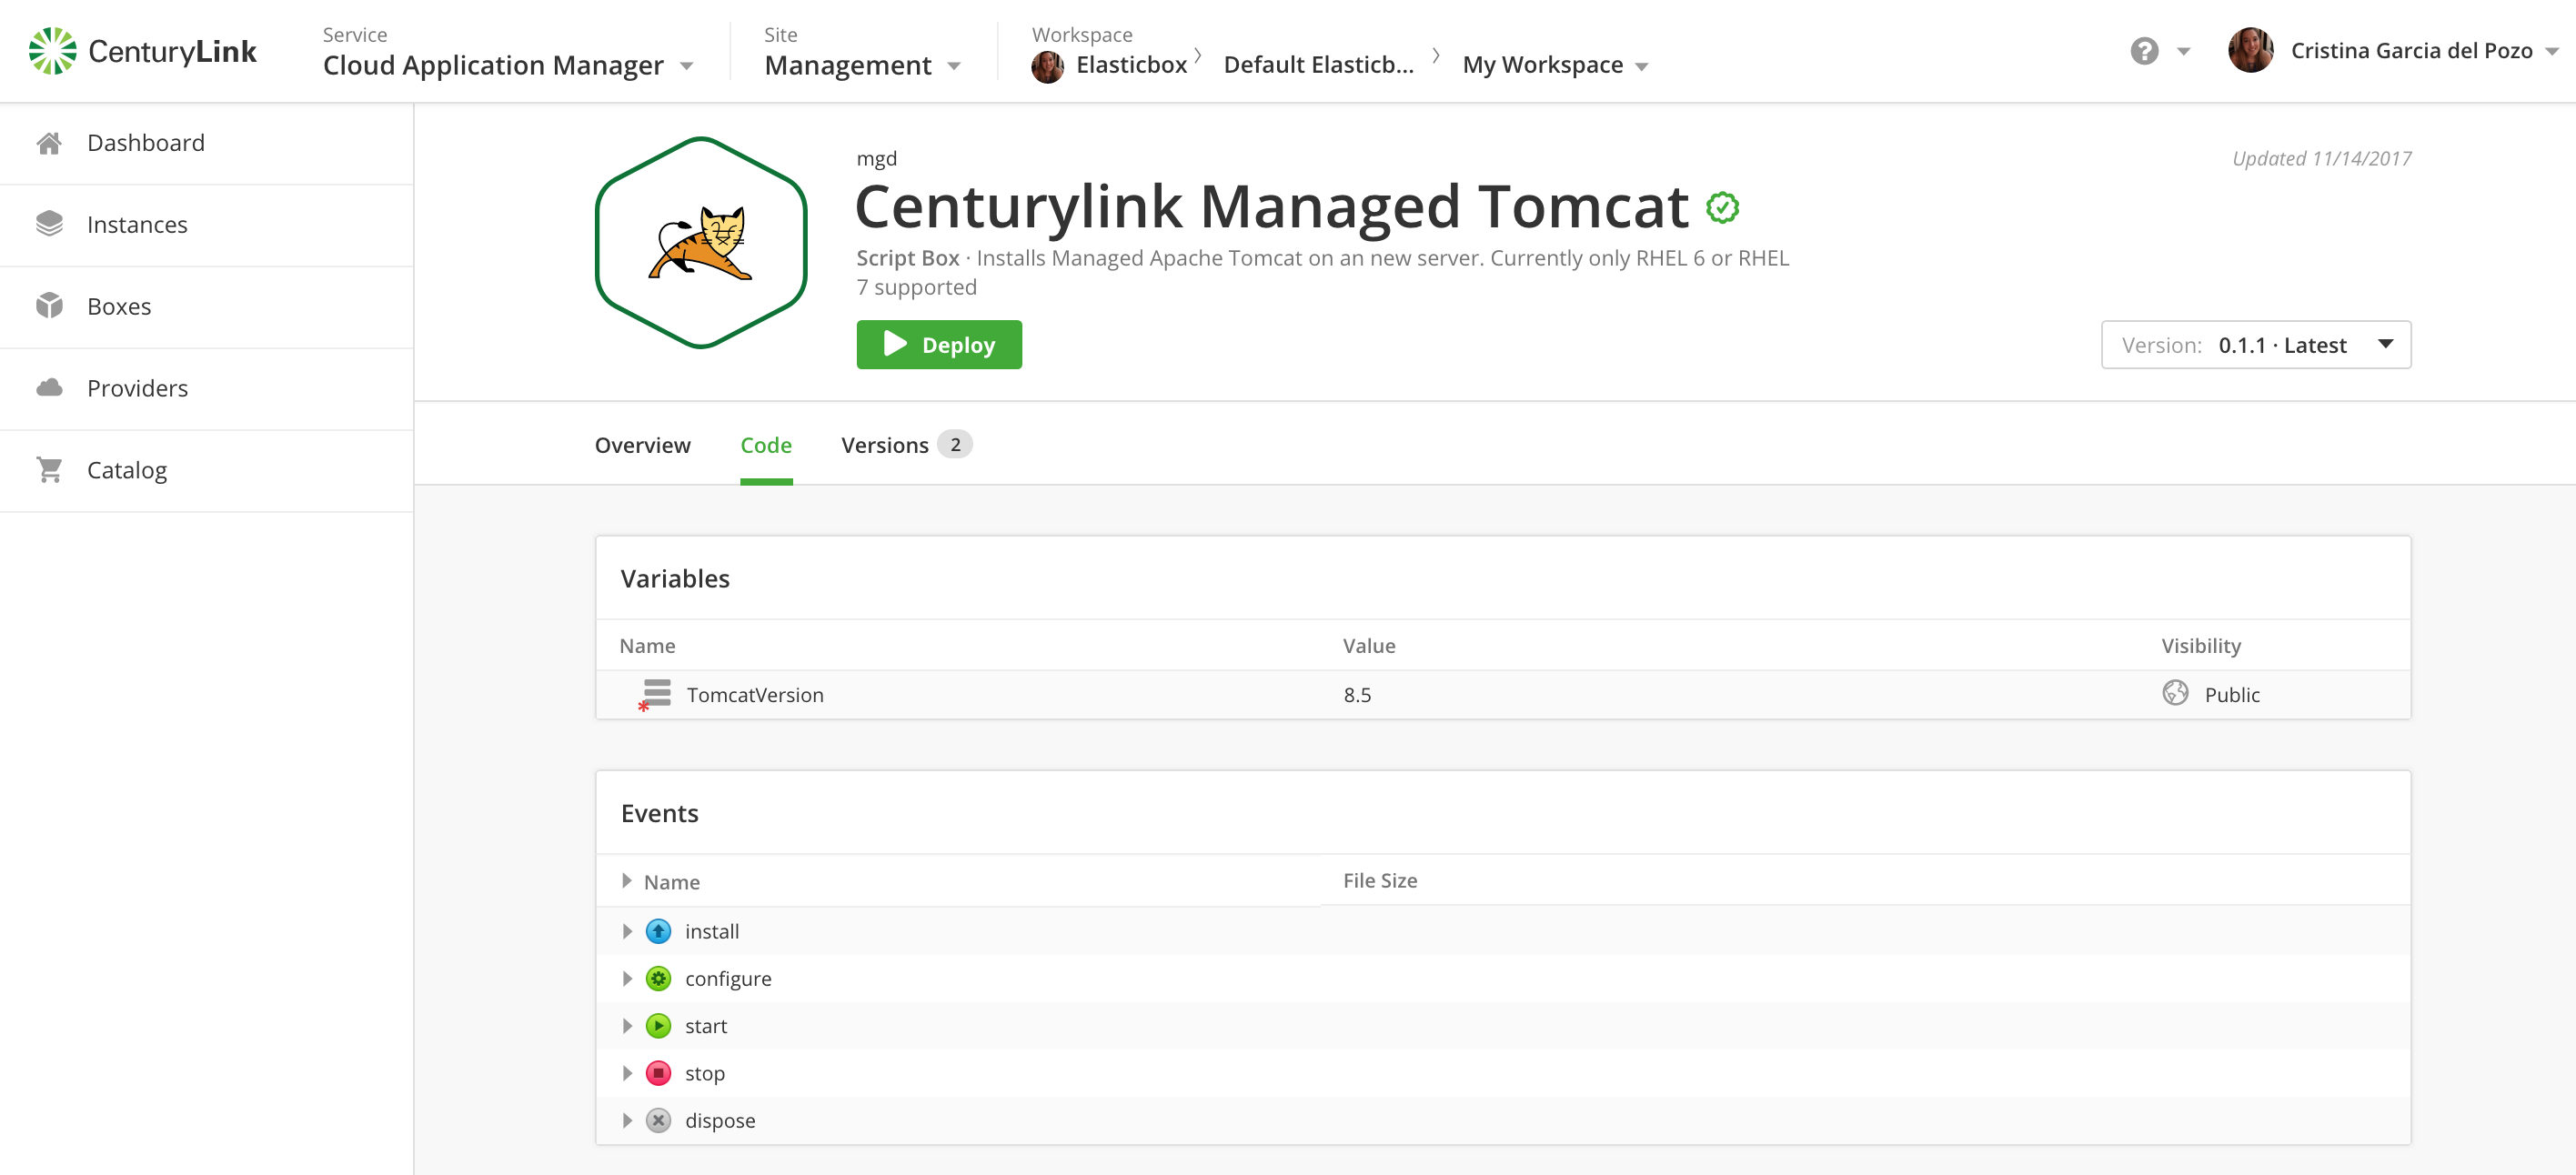 CenturyLink
Service
Cloud Application Manager
Site
Management
Workspace
Elasticbox
Default Elasticb...
My Workspace
?
Cristina Garcia del Pozo
Dashboard
Instances
Boxes
Providers
Catalog
mgd
Updated 11/14/2017
Centurylink Managed Tomcat
Script Box · Installs Managed Apache Tomcat on an new server. Currently only RHEL 6 or RHEL
7 supported
Deploy
Version: 0.1.1 · Latest
Overview Code Versions 2
Variables
Name Value Visibility
* TomcatVersion 8.5 Public
Events
Name File Size
install
configure
start
stop
dispose